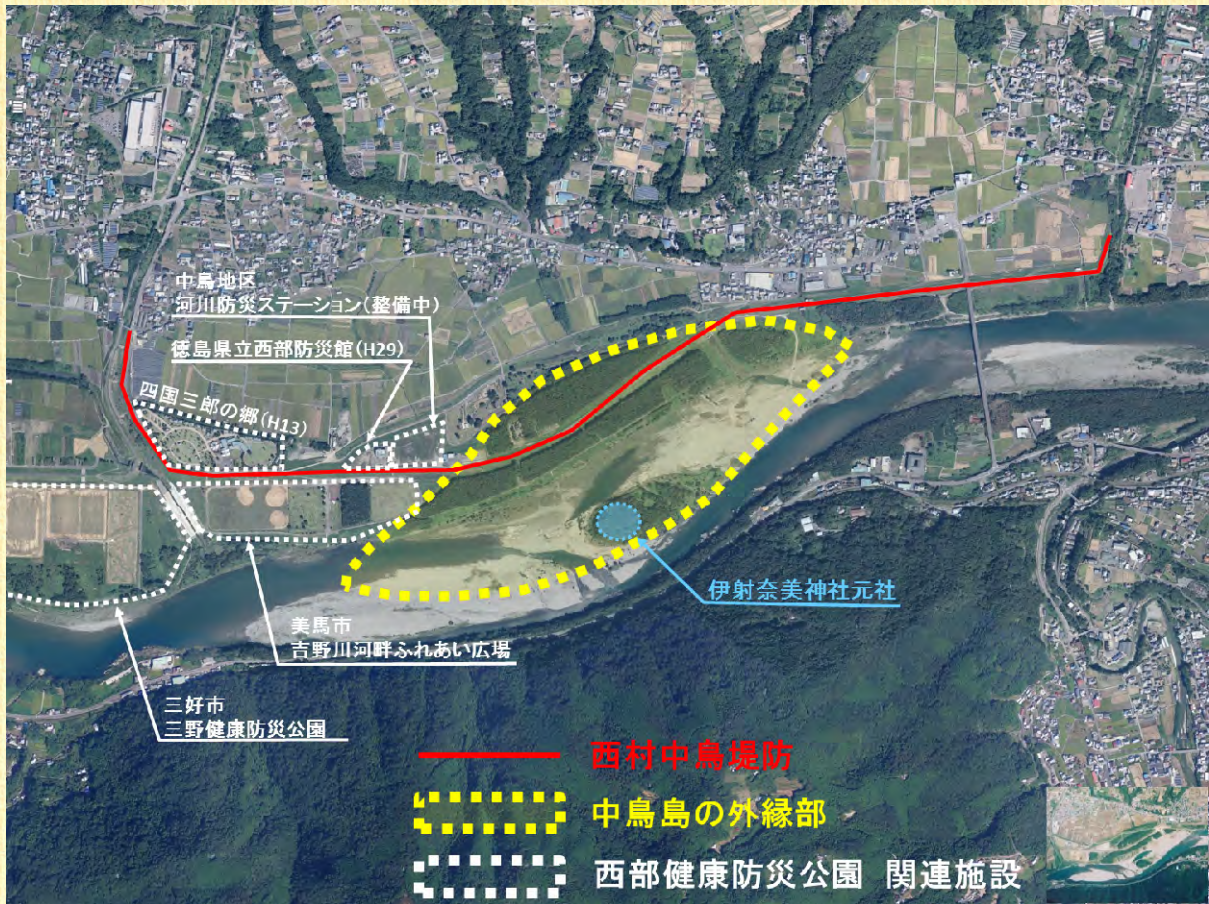 中鳥地区
河川防災ステーション(整備中)
徳島県立西部防災館(H29)
四国三郎の郷(H13)
伊射奈美神社元社
美馬市
吉野川河畔ふれあい広場
三好市
三野健康防災公園
西村中鳥堤防
中鳥島の外縁部
西部健康防災公園 関連施設